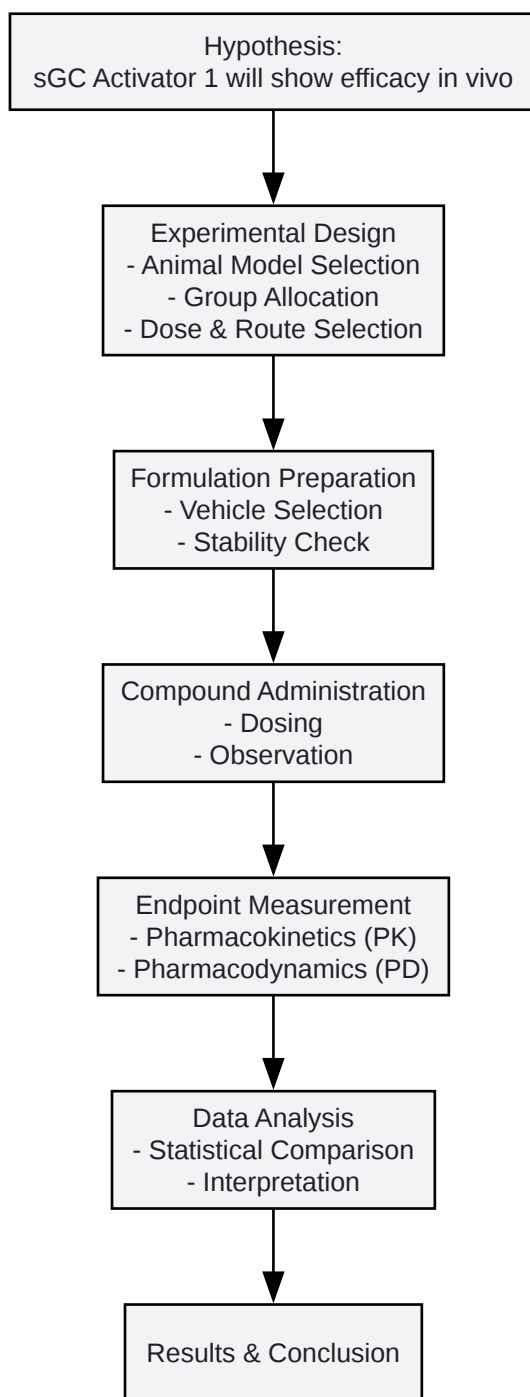 Hypothesis:
sGC Activator 1 will show efficacy in vivo
Experimental Design
- Animal Model Selection
- Group Allocation
- Dose & Route Selection
Formulation Preparation
- Vehicle Selection
- Stability Check
Compound Administration
- Dosing
- Observation
Endpoint Measurement
- Pharmacokinetics (PK)
- Pharmacodynamics (PD)
Data Analysis
- Statistical Comparison
- Interpretation
Results & Conclusion